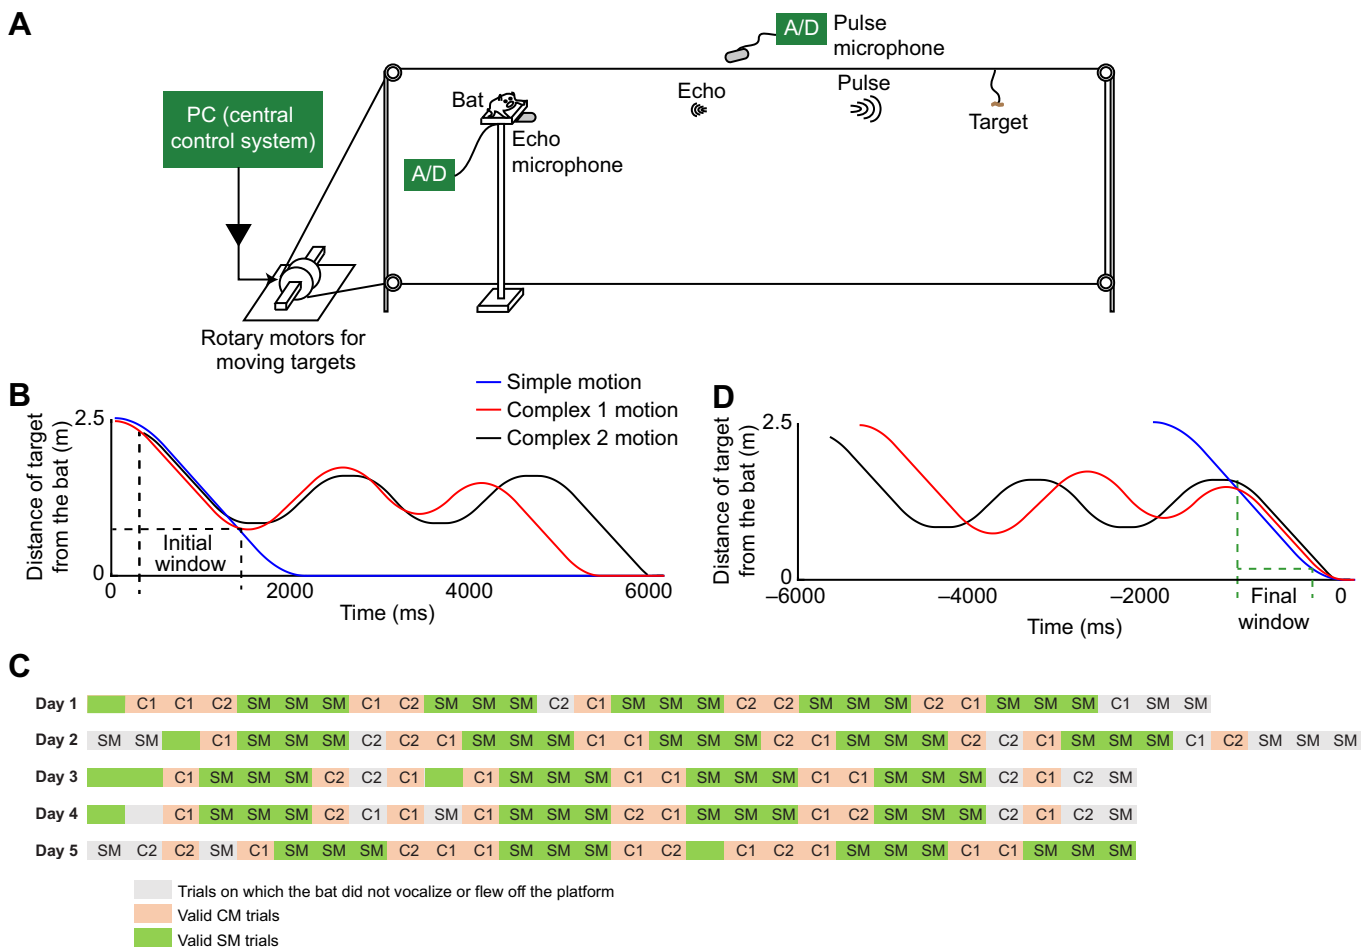 A
A/D
Pulse
microphone
PC (central
control system)
Bat
Echo
Pulse
Echo
microphone
Target
A/D
Rotary motors for
moving targets
B
Simple motion
Complex 1 motion
Complex 2 motion
Distance of target
from the bat (m)
2.5
0
Initial
window
0
2000
4000
6000
Time (ms)
D
Distance of target
from the bat (m)
2.5
0
–6000
–4000
–2000
0
Final
window
Time (ms)
C
Day 1 C1 C1 C2 SM SM SM C1 C2 SM SM SM C2 C1 SM SM SM C2 C2 SM SM SM C2 C1 SM SM SM C1 SM SM
Day 2 SM SM C1 SM SM SM C2 C2 C1 SM SM SM C1 C1 SM SM SM C2 C1 SM SM SM C2 C2 C1 SM SM SM C1 C2 SM SM SM
Day 3 C1 SM SM SM C2 C2 C1 C1 SM SM SM C1 C1 SM SM SM C1 C1 SM SM SM C2 C1 C2 SM
Day 4 C1 SM SM SM C2 C1 C1 SM C1 SM SM SM C2 C1 SM SM SM C1 C2 SM SM SM C2 C1 C2 SM
Day 5 SM C2 C2 SM C1 SM SM SM C2 C1 C1 SM SM SM C1 C2 C1 C2 C1 SM SM SM C1 C1 SM SM SM
Trials on which the bat did not vocalize or flew off the platform
Valid CM trials
Valid SM trials